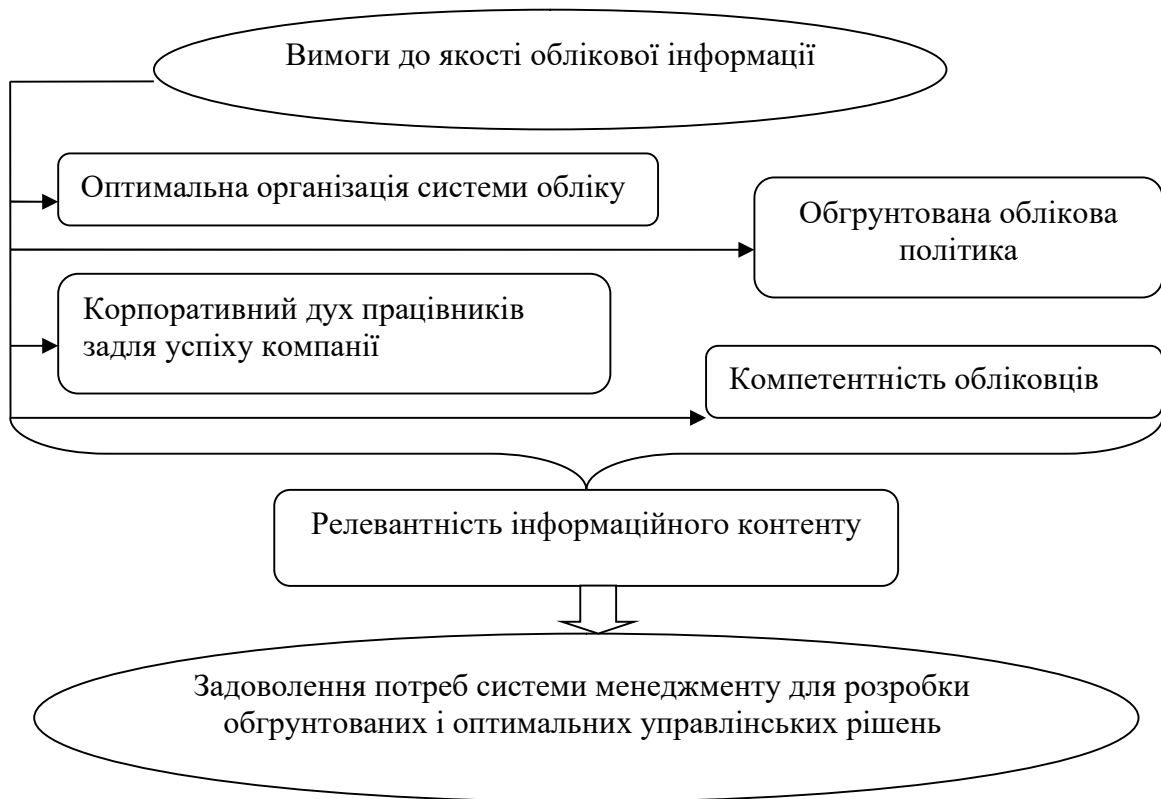 Вимоги до якості облікової інформації
Оптимальна організація системи обліку
Обгрунтована облікова
політика
Корпоративний дух працівників
задля успіху компанії
Компетентність обліковців
Релевантність інформаційного контенту
Задоволення потреб системи менеджменту для розробки
обгрунтованих і оптимальних управлінських рішень